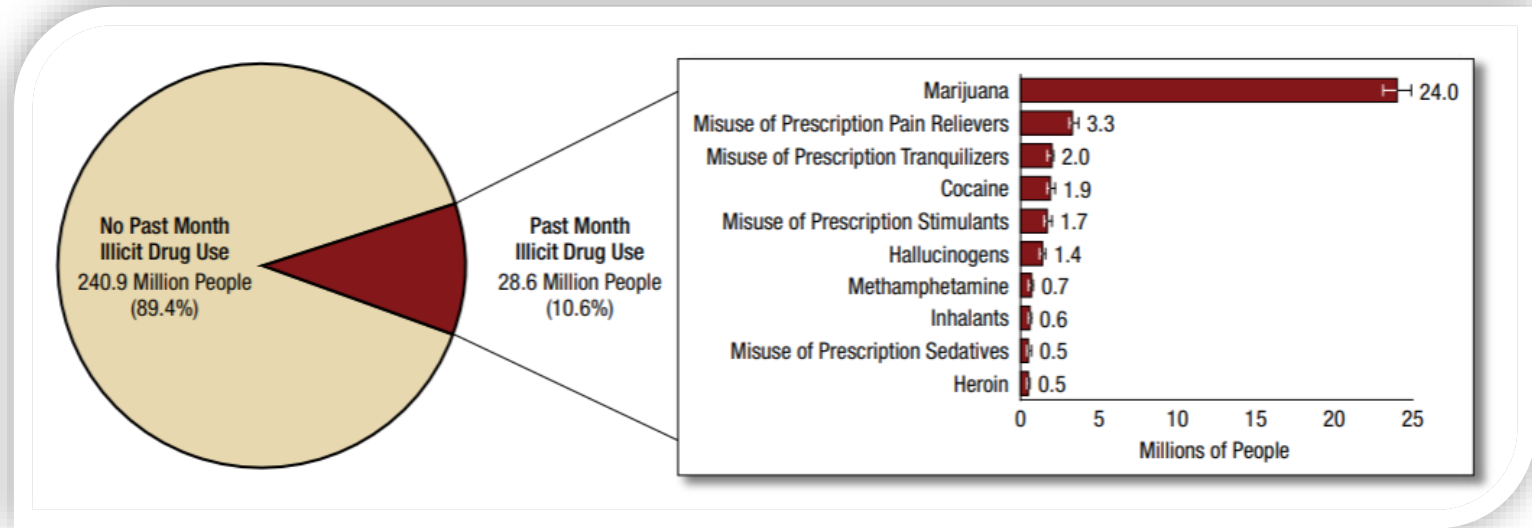 No Past Month
Illicit Drug Use
240.9 Million People
(89.4%)
Past Month
Illicit Drug Use
28.6 Million People
(10.6%)
Marijuana 24.0
Misuse of Prescription Pain Relievers 3.3
Misuse of Prescription Tranquilizers 2.0
Cocaine 1.9
Misuse of Prescription Stimulants 1.7
Hallucinogens 1.4
Methamphetamine 0.7
Inhalants 0.6
Misuse of Prescription Sedatives 0.5
Heroin 0.5
0 5 10 15 20 25
Millions of People